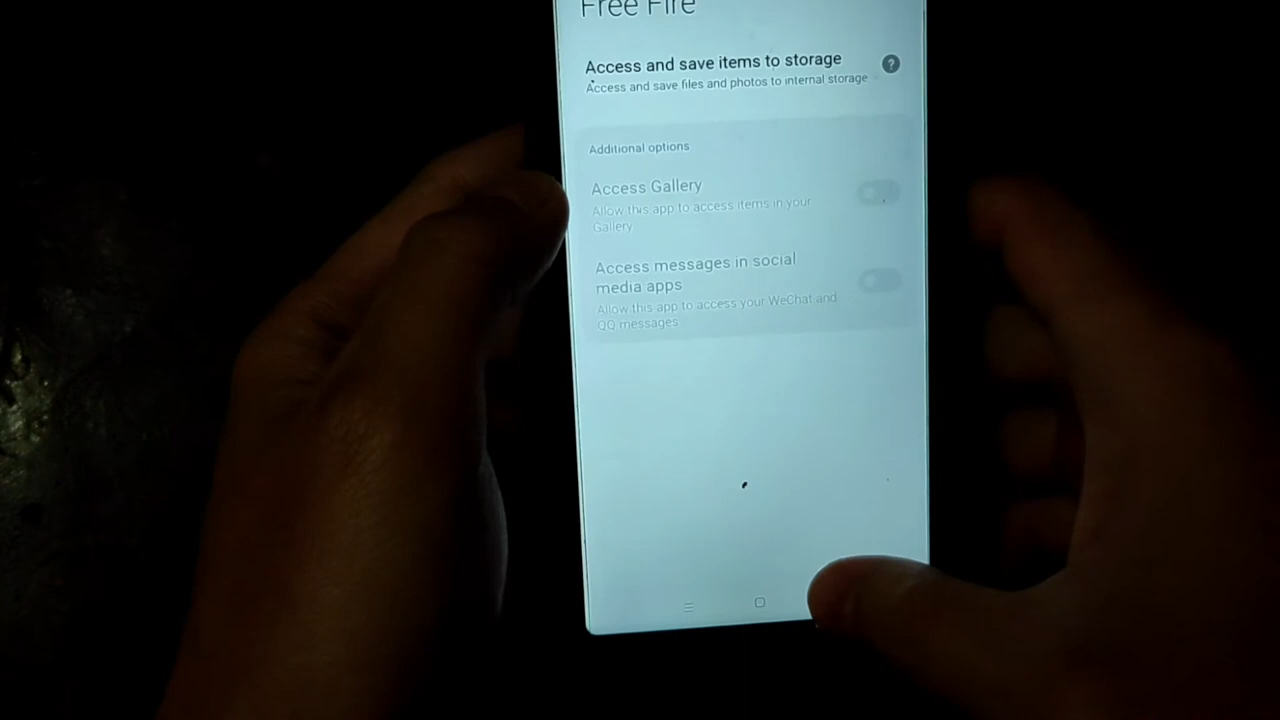 Free Fire
Access and save items to storage
Access and save files and photos to internal storage
?
Additional options
Access Gallery
Allow this app to access items in your
Gallery
Access messages in social
media apps
Allow this app to access your WeChat and
QQ messages